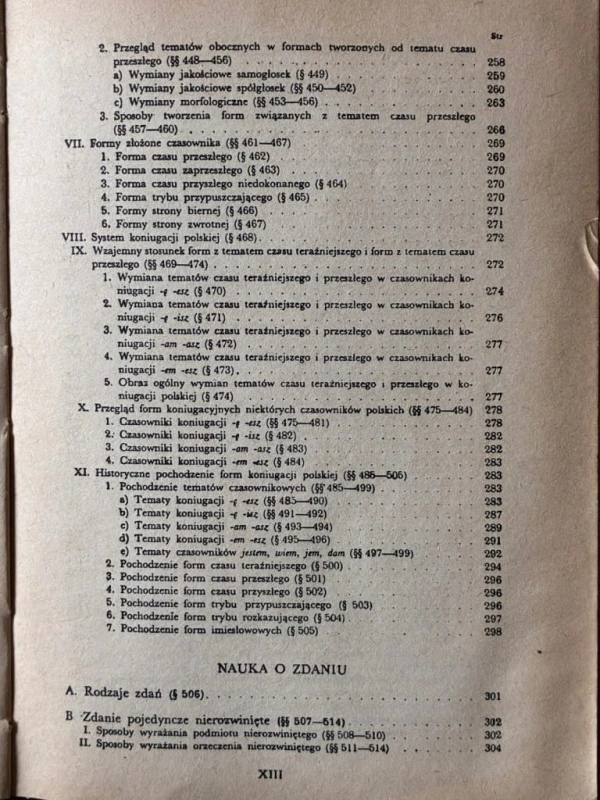 Str
2. Przegląd tematów obocznych w formach tworzonych od tematu czasu
przeszłego (§§ 448—456) . . . . . . . . . . . . . 258
a) Wymiany jakościowe samogłosek (§ 449) . . . . . . . . 259
b) Wymiany jakościowe spółgłosek (§§ 450—452) . . . . . . . 260
c) Wymiany morfologiczne (§§ 453—456) . . . . . . . . . 263
3. Sposoby tworzenia form związanych z tematem czasu przeszłego
(§§ 457—460) . . . . . . . . . . . . . . . 266
VII. Formy złożone czasownika (§§ 461—467) . . . . . . . . . 269
1. Forma czasu przeszłego (§ 462) . . . . . . . . . . . 269
2. Forma czasu zaprzeszłego (§ 463) . . . . . . . . . . 270
3. Forma czasu przyszłego niedokonanego (§ 464) . . . . . . . 270
4. Forma trybu przypuszczającego (§ 465) . . . . . . . . . 270
5. Formy strony biernej (§ 466) . . . . . . . . . . . . 271
6. Formy strony zwrotnej (§ 467) . . . . . . . . . . . 271
VIII. System koniugacji polskiej (§ 468) . . . . . . . . . . . 272
IX. Wzajemny stosunek form z tematem czasu teraźniejszego i form z tematem czasu
przeszłego (§§ 469—474) . . . . . . . . . . . . . 272
1. Wymiana tematów czasu teraźniejszego i przeszłego w czasownikach ko-
niugacji -ę -esz (§ 470) . . . . . . . . . . . . . 274
2. Wymiana tematów czasu teraźniejszego i przeszłego w czasownikach ko-
niugacji -ę -isz (§ 471) . . . . . . . . . . . . . 276
3. Wymiana tematów czasu teraźniejszego i przeszłego w czasownikach ko-
niugacji -am -asz (§ 472) . . . . . . . . . . . . 277
4. Wymiana tematów czasu teraźniejszego i przeszłego w czasownikach ko-
niugacji -em -esz (§ 473) . . . . . . . . . . . . 277
5. Obraz ogólny wymian tematów czasu teraźniejszego i przeszłego w ko-
niugacji polskiej (§ 474) . . . . . . . . . . . . . 277
X. Przegląd form koniugacyjnych niektórych czasowników polskich (§§ 475—484) 278
1. Czasowniki koniugacji -ę -esz (§§ 475—481) . . . . . . . . 278
2. Czasowniki koniugacji -ę -isz (§ 482) . . . . . . . . . 282
3. Czasowniki koniugacji -am -asz (§ 483) . . . . . . . . . 282
4. Czasowniki koniugacji -em -esz (§ 484) . . . . . . . . . 283
XI. Historyczne pochodzenie form koniugacji polskiej (§§ 485—505) . . . 283
1. Pochodzenie tematów czasownikowych (§§ 485—499) . . . . . . 283
a) Tematy koniugacji -ę -esz (§§ 485—490) . . . . . . . . 283
b) Tematy koniugacji -ę -isz (§§ 491—492) . . . . . . . . 287
c) Tematy koniugacji -am -asz (§ 493—494) . . . . . . . . 289
d) Tematy koniugacji -em -esz (§ 495—496) . . . . . . . . 291
e) Tematy czasowników jestem, wiem, jem, dam (§§ 497—499) . . . 292
2. Pochodzenie form czasu teraźniejszego (§ 500) . . . . . . . 294
3. Pochodzenie form czasu przeszłego (§ 501) . . . . . . . . 296
4. Pochodzenie form czasu przyszłego (§ 502) . . . . . . . . 296
5. Pochodzenie form trybu przypuszczającego (§ 503) . . . . . . 296
6. Pochodzenie form trybu rozkazującego (§ 504) . . . . . . . 297
7. Pochodzenie form imiesłowowych (§ 505) . . . . . . . . . 298
NAUKA O ZDANIU
A. Rodzaje zdań (§ 506) . . . . . . . . . . . . . . 301
B Zdanie pojedyncze nierozwinięte (§§ 507—514) . . . . . . . 302
I. Sposoby wyrażania podmiotu nierozwiniętego (§§ 508—510) . . . . 302
II. Sposoby wyrażania orzeczenia nierozwiniętego (§§ 511—514) . . . . 304
XIII